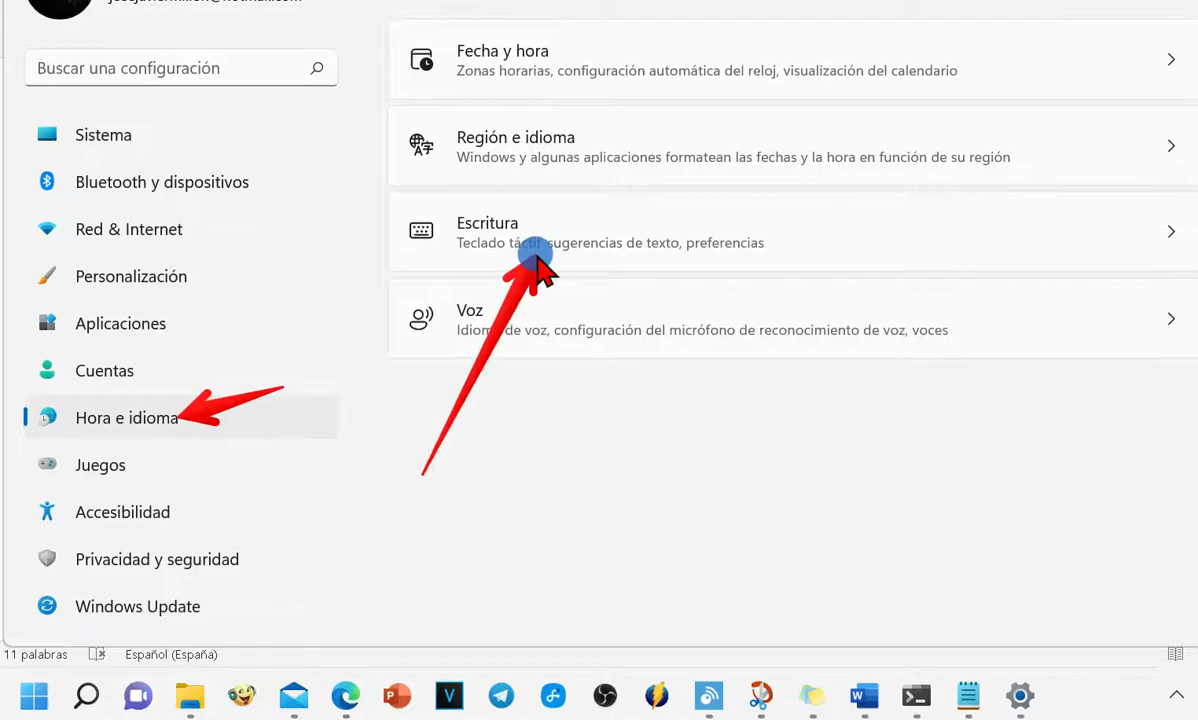 Buscar una configuración
Sistema
Bluetooth y dispositivos
Red & Internet
Personalización
Aplicaciones
Cuentas
Hora e idioma
Juegos
Accesibilidad
Privacidad y seguridad
Windows Update
Fecha y hora
Zonas horarias, configuración automática del reloj, visualización del calendario
Región e idioma
Windows y algunas aplicaciones formatean las fechas y la hora en función de su región
Escritura
Teclado táctil, sugerencias de texto, preferencias
Voz
Idioma de voz, configuración del micrófono de reconocimiento de voz, voces
11 palabras
Español (España)